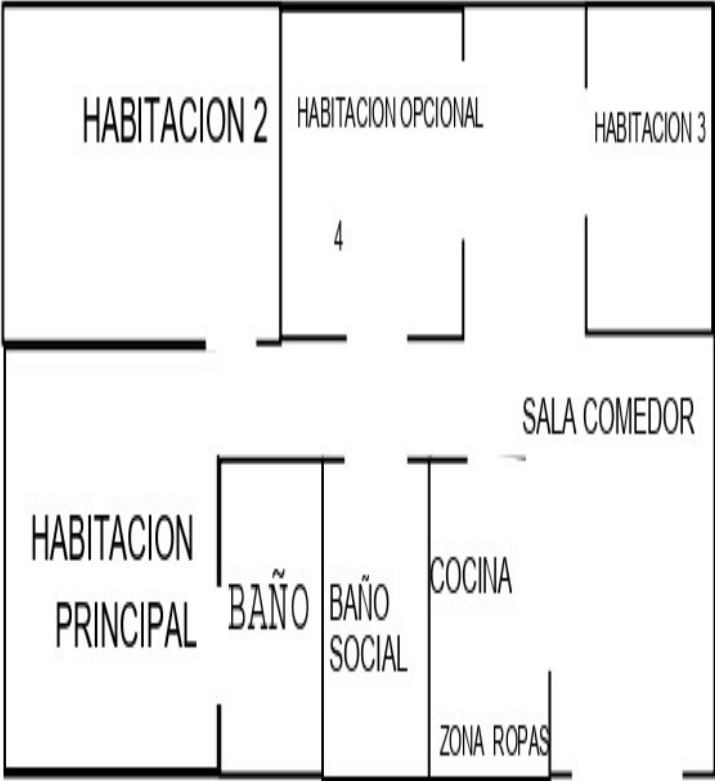 HABITACION 2
HABITACION OPCIONAL
4
HABITACION 3
SALA COMEDOR
HABITACION
PRINCIPAL
BAÑO
BAÑO
SOCIAL
COCINA
ZONA ROPAS